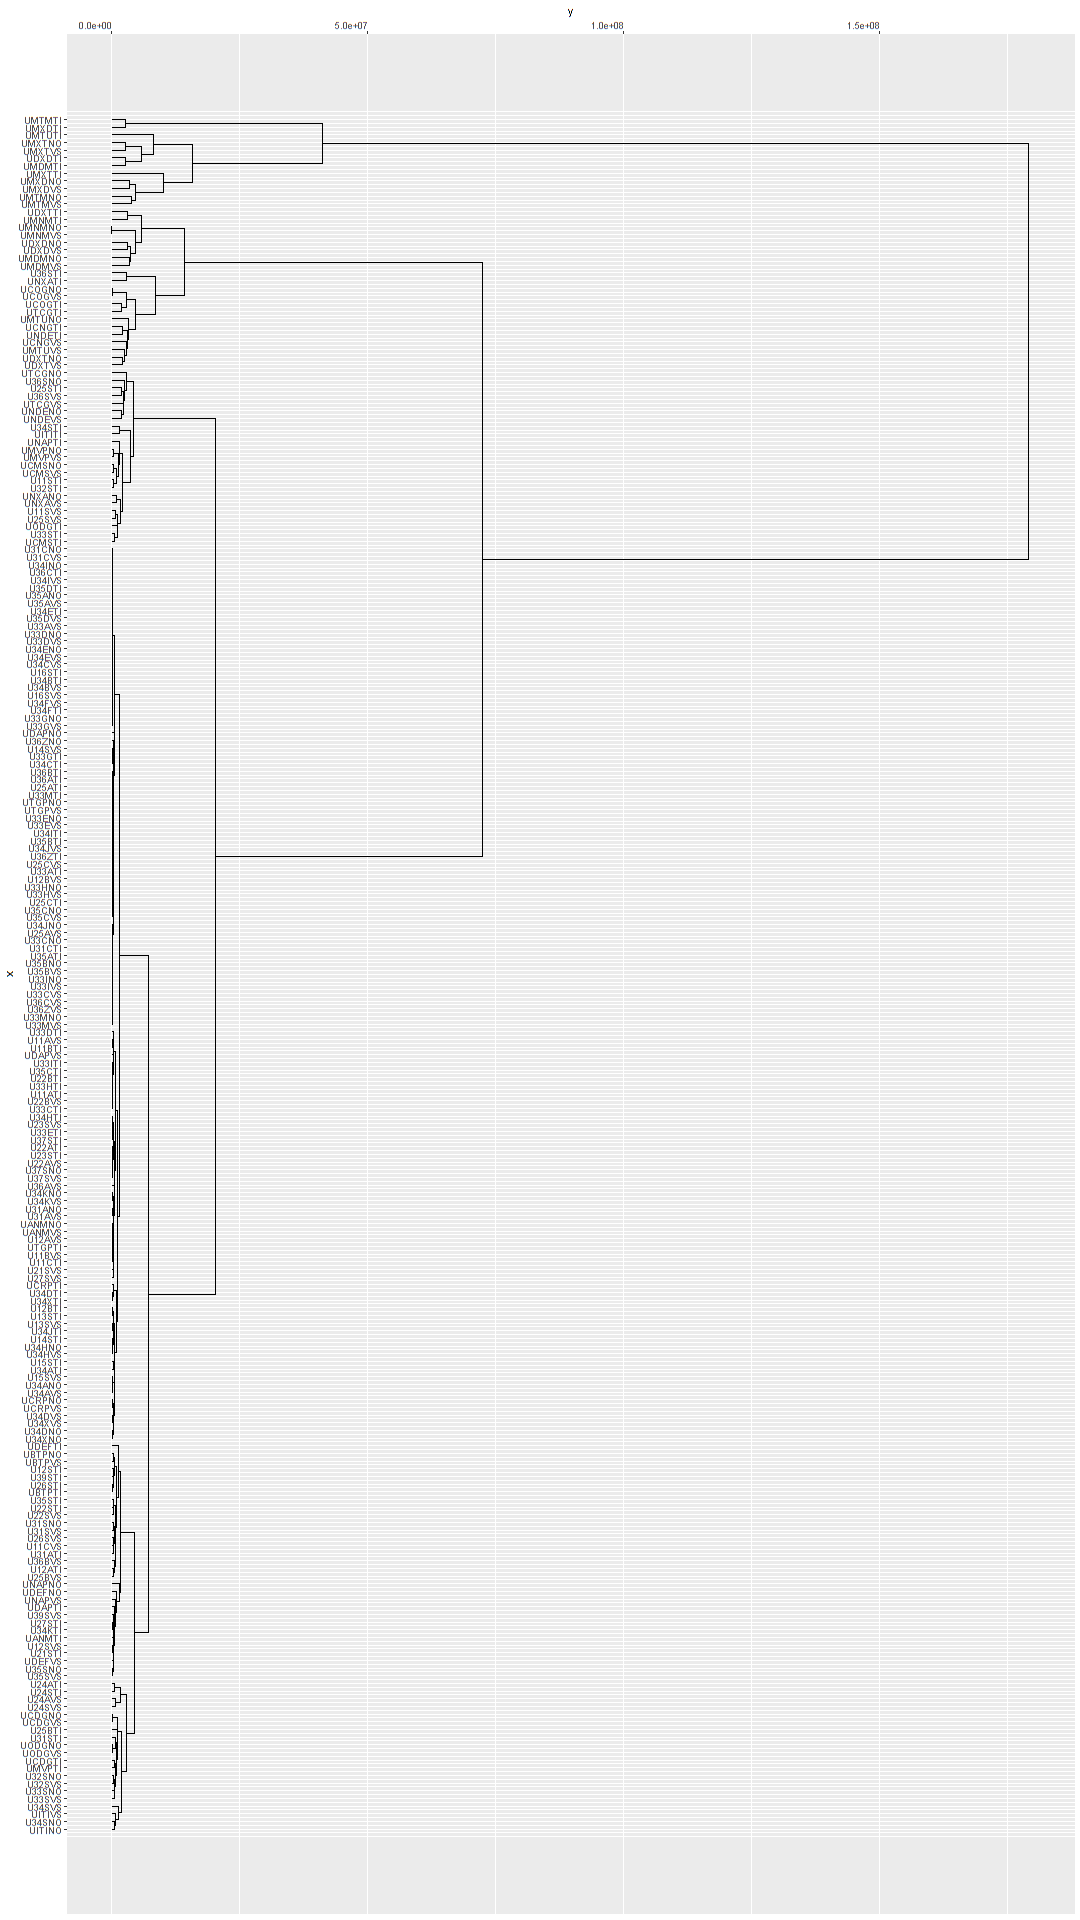 y
0.0e+00 5.0e+07 1.0e+08 1.5e+08
UMTMTI
UMXDTI
UMTUTI
UMXTNO
UMXTVS
UDXDTI
UMDMTI
UMXTTI
UMXDNO
UMXDVS
UMTMNO
UMTMVS
UDXTTI
UMNMTI
UMNMNO
UMNMVS
UDXDNO
UDXDVS
UMDMNO
UMDMVS
U36STI
UNXATI
UCOGNO
UCOGVS
UCOGTI
UTCGTI
UMTUNO
UCNGTI
UNDETI
UCNGVS
UMTUVS
UDXTNO
UDXTVS
UTCGNO
U36SNO
U25STI
U36SVS
UTCGVS
UNDENO
UNDEVS
U34STI
UITITI
UNAPTI
UMVPNO
UMVPVS
UCMSNO
UCMSVS
U11STI
U32STI
UNXANO
UNXAVS
U11SVS
U25SVS
UODGTI
U33STI
UCMSTI
U31CNO
U31CVS
U34INO
U36CTI
U34IVS
U35DTI
U35ANO
U35AVS
U34ETI
U35DVS
U33AVS
U33DNO
U33DVS
U34ENO
U34EVS
U34CVS
U16STI
U34BTI
U34BVS
U16SVS
U34FVS
U34FTI
U33GNO
U33GVS
UDAPNO
U36ZNO
U14SVS
U33GTI
U34CTI
U36BTI
U36ATI
U25ATI
U33MTI
UTGPNO
UTGPVS
U33ENO
U33EVS
U34ITI
U35BTI
U34JVS
U36ZTI
U25CVS
U33ATI
U12BVS
U33HNO
U33HVS
U25CTI
U35CNO
U35CVS
U34JNO
U25AVS
U33CNO
U31CTI
U35ATI
U35BNO
U35BVS
U33INO
U33IVS
U33CVS
U36CVS
U36ZVS
U33MNO
U33MVS
U33DTI
U11AVS
U11BTI
UDAPVS
U33ITI
U35CTI
U22BTI
U33HTI
U11ATI
U22BVS
U33CTI
U34HTI
U23SVS
U33ETI
U37STI
U22ATI
U23STI
U22AVS
U37SNO
U37SVS
U36AVS
U34KNO
U34KVS
U31ANO
U31AVS
UANMNO
UANMVS
U12AVS
UTGPTI
U11BVS
U11CTI
U21SVS
U27SVS
UCRPTI
U34DTI
U34XTI
U12BTI
U13STI
U13SVS
U34JTI
U14STI
U34HNO
U34HVS
U15STI
U34ATI
U15SVS
U34ANO
U34AVS
UCRPNO
UCRPVS
U34DVS
U34XVS
U34DNO
U34XNO
UDEFTI
UBTPNO
UBTPVS
U12STI
U39STI
U26STI
UBTPTI
U35STI
U22STI
U22SVS
U31SNO
U31SVS
U26SVS
U11CVS
U31ATI
U36BVS
U12ATI
U25BVS
UNAPNO
UDEFNO
UNAPVS
UDAPTI
U39SVS
U27STI
U34KTI
UANMTI
U12SVS
U21STI
UDEFVS
U35SNO
U35SVS
U24ATI
U24STI
U24AVS
U24SVS
UCDGNO
UCDGVS
U25BTI
U31STI
UODGNO
UODGVS
UCDGTI
UMVPTI
U32SNO
U32SVS
U33SNO
U33SVS
U34SVS
UITIVS
U34SNO
UITINO
x